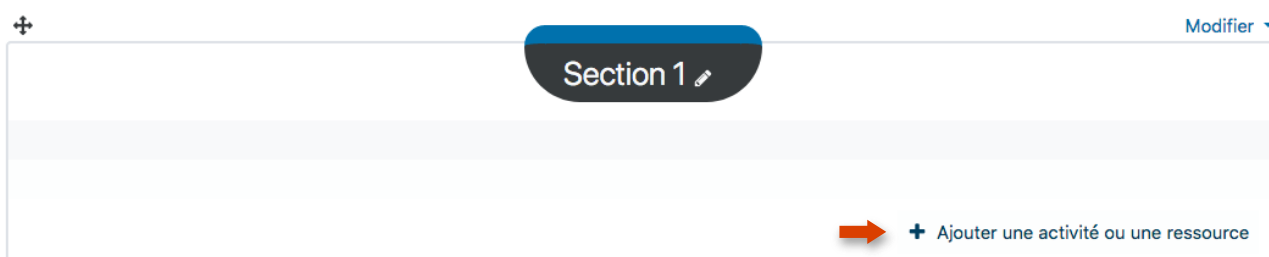 Modifier
Section 1
Ajouter une activité ou une ressource